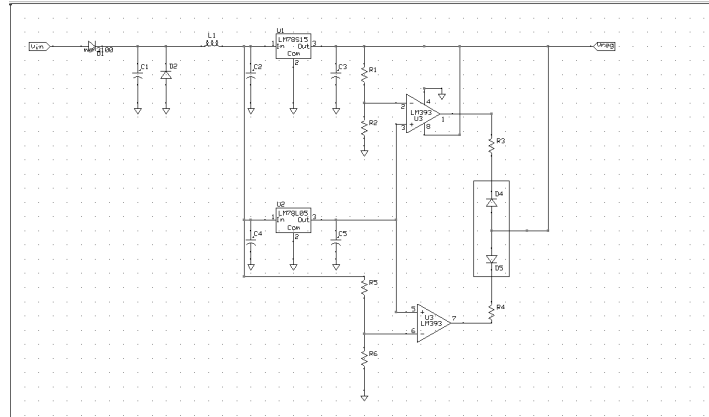 Vin
D1
L1
U1
LM78S15
1 In Out 3
Com
2
C1
D2
C2
C3
R1
R2
2
4
LM393
U3
1
3
8
R3
D4
D5
R4
U2
LM78L05
1 In Out 3
Com
2
C4
C5
R5
R6
5
U3
LM393
7
6